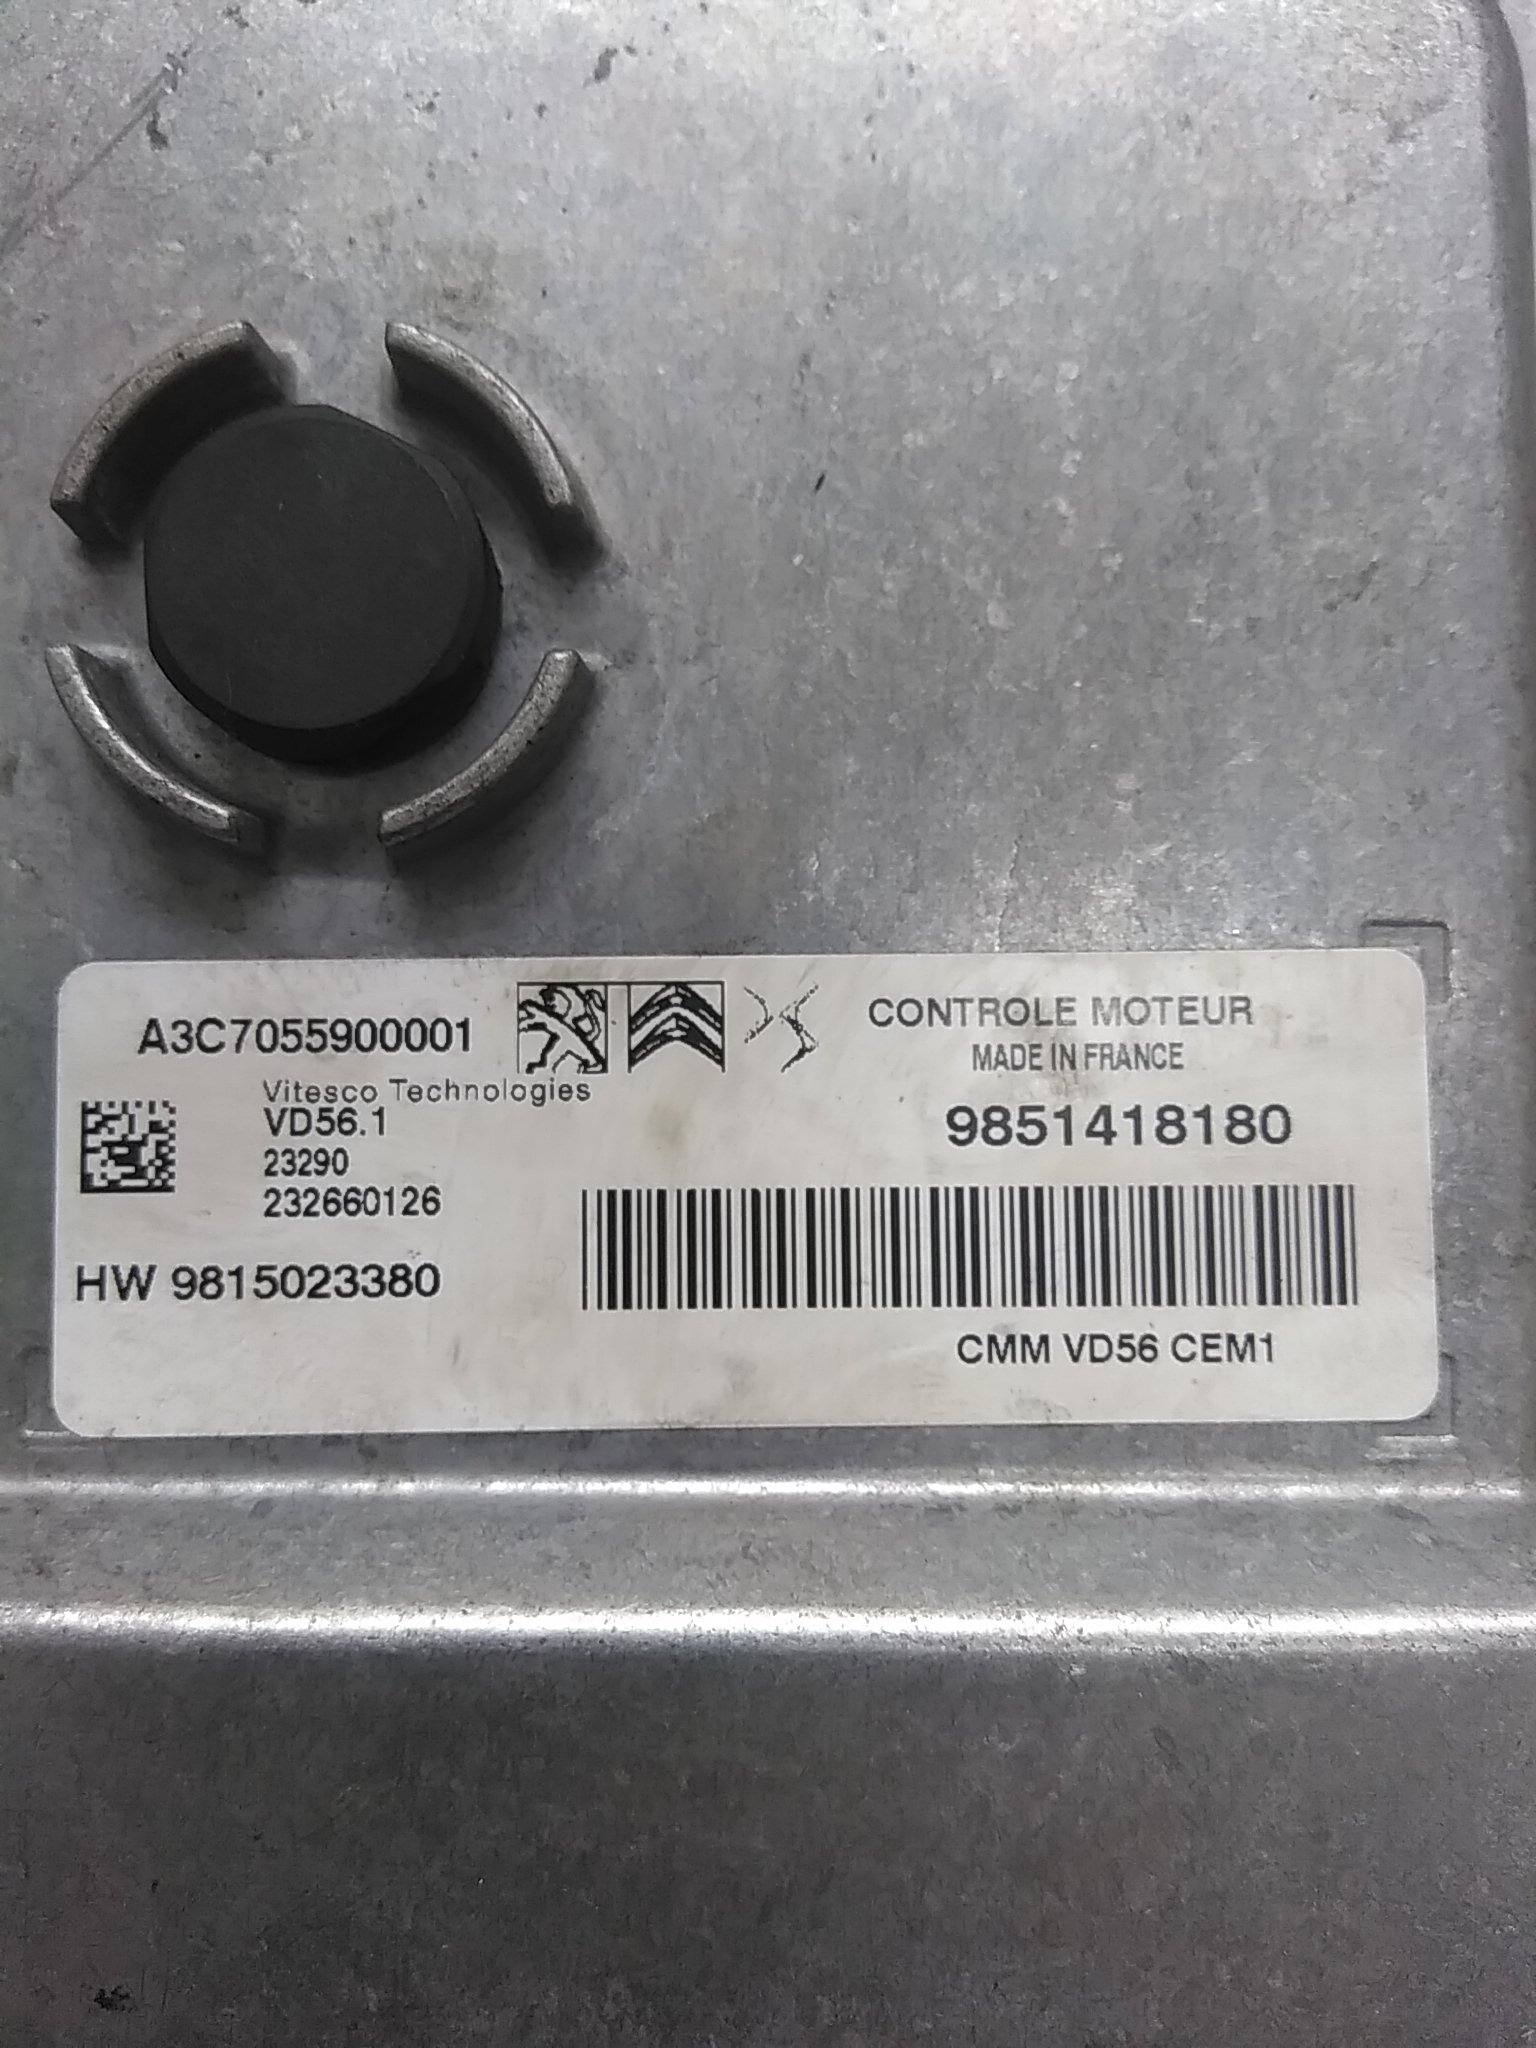 A3C7055900001
CONTROLE MOTEUR
MADE IN FRANCE
Vitesco Technologies
VD56.1
23290
232660126
9851418180
HW 9815023380
CMM VD56 CEM1